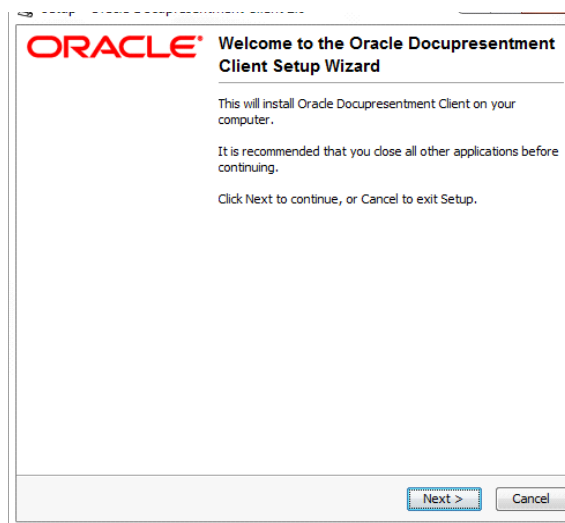 ORACLE®
Welcome to the Oracle Docupresentment
Client Setup Wizard
This will install Oracle Docupresentment Client on your
computer.
It is recommended that you close all other applications before
continuing.
Click Next to continue, or Cancel to exit Setup.
Next >
Cancel